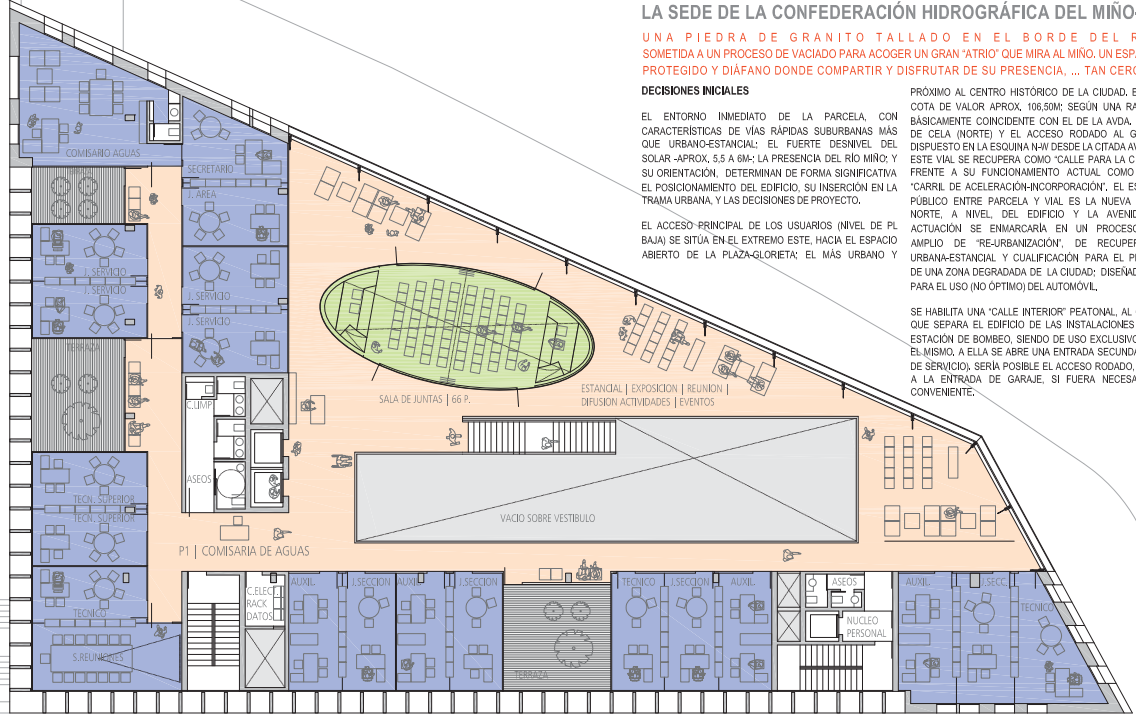 LA SEDE DE LA CONFEDERACIÓN HIDROGRÁFICA DEL MIÑO-
UNA PIEDRA DE GRANITO TALLADO EN EL BORDE DEL R
SOMETIDA A UN PROCESO DE VACIADO PARA ACOGER UN GRAN "ATRIO" QUE MIRA AL MIÑO. UN ESPA
PROTEGIDO Y DIÁFANO DONDE COMPARTIR Y DISFRUTAR DE SU PRESENCIA, ... TAN CERC
DECISIONES INICIALES
EL ENTORNO INMEDIATO DE LA PARCELA, CON
CARACTERÍSTICAS DE VÍAS RÁPIDAS SUBURBANAS MÁS
QUE URBANO-ESTANCIAL; EL FUERTE DESNIVEL DEL
SOLAR -APROX. 5,5 A 6M-; LA PRESENCIA DEL RÍO MIÑO; Y
SU ORIENTACIÓN, DETERMINAN DE FORMA SIGNIFICATIVA
EL POSICIONAMIENTO DEL EDIFICIO, SU INSERCIÓN EN LA
TRAMA URBANA, Y LAS DECISIONES DE PROYECTO.
EL ACCESO PRINCIPAL DE LOS USUARIOS (NIVEL DE PL
BAJA) SE SITÚA EN EL EXTREMO ESTE, HACIA EL ESPACIO
ABIERTO DE LA PLAZA-GLORIETA; EL MÁS URBANO Y
PRÓXIMO AL CENTRO HISTÓRICO DE LA CIUDAD. E
COTA DE VALOR APROX. 106,50M; SEGÚN UNA RA
BÁSICAMENTE COINCIDENTE CON EL DE LA AVDA.
DE CELA (NORTE) Y EL ACCESO RODADO AL G
DISPUESTO EN LA ESQUINA N-W DESDE LA CITADA AV
ESTE VIAL SE RECUPERA COMO "CALLE PARA LA C
FRENTE A SU FUNCIONAMIENTO ACTUAL COMO
"CARRIL DE ACELERACIÓN-INCORPORACIÓN". EL ES
PÚBLICO ENTRE PARCELA Y VIAL ES LA NUEVA
NORTE, A NIVEL, DEL EDIFICIO Y LA AVENID
ACTUACIÓN SE ENMARCARÍA EN UN PROCESO
AMPLIO DE "RE-URBANIZACIÓN", DE RECUPER
URBANA-ESTANCIAL Y CUALIFICACIÓN PARA EL P
DE UNA ZONA DEGRADADA DE LA CIUDAD; DISEÑAD
PARA EL USO (NO ÓPTIMO) DEL AUTOMÓVIL.
SE HABILITA UNA "CALLE INTERIOR" PEATONAL, AL
QUE SEPARA EL EDIFICIO DE LAS INSTALACIONES
ESTACIÓN DE BOMBEO, SIENDO DE USO EXCLUSIVO
EL MISMO. A ELLA SE ABRE UNA ENTRADA SECUNDA
DE SERVICIO). SERÍA POSIBLE EL ACCESO RODADO,
A LA ENTRADA DE GARAJE, SI FUERA NECESA
CONVENIENTE.
COMISARIO AGUAS
SECRETARIO
J. AREA
J. SERVICIO
J. SERVICIO
J. SERVICIO
J. SERVICIO
TERRAZA
C.LIMP
ASEOS
SALA DE JUNTAS | 66 P.
ESTANCIAL | EXPOSICION | REUNION |
DIFUSION ACTIVIDADES | EVENTOS
TECN. SUPERIOR
TECN. SUPERIOR
VACIO SOBRE VESTIBULO
P1 | COMISARIA DE AGUAS
TECNICO
S.REUNIONES
C.ELECT.
RACK
DATOS
AUXIL.
J.SECCION
AUXIL.
J.SECCION
TERRAZA
TECNICO
J.SECCION
AUXIL.
ASEOS
NUCLEO
PERSONAL
AUXIL.
J.SECC.
TECNICO